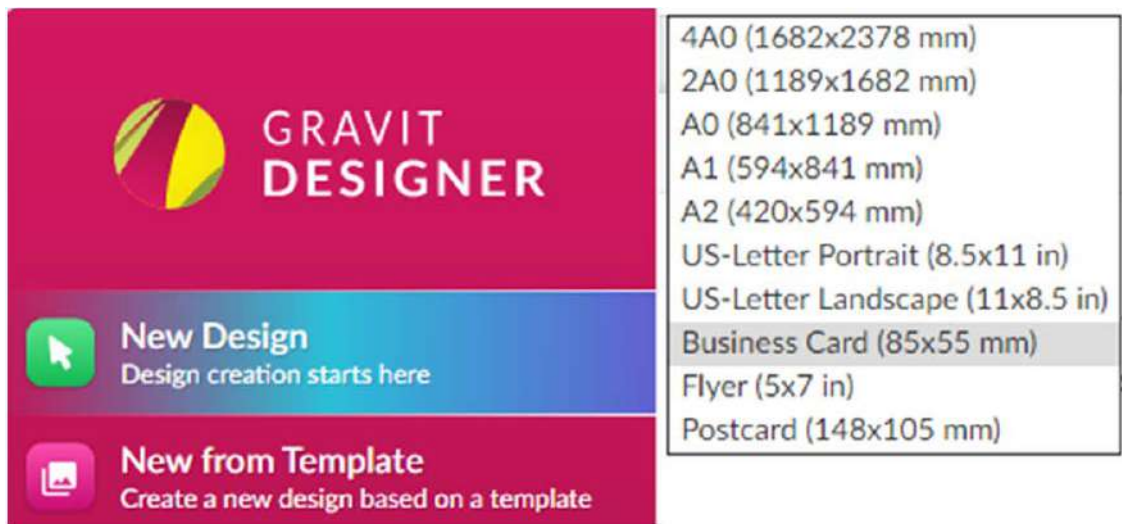 GRAVIT
DESIGNER
New Design
Design creation starts here
New from Template
Create a new design based on a template
4A0 (1682x2378 mm)
2A0 (1189x1682 mm)
A0 (841x1189 mm)
A1 (594x841 mm)
A2 (420x594 mm)
US-Letter Portrait (8.5x11 in)
US-Letter Landscape (11x8.5 in)
Business Card (85x55 mm)
Flyer (5x7 in)
Postcard (148x105 mm)